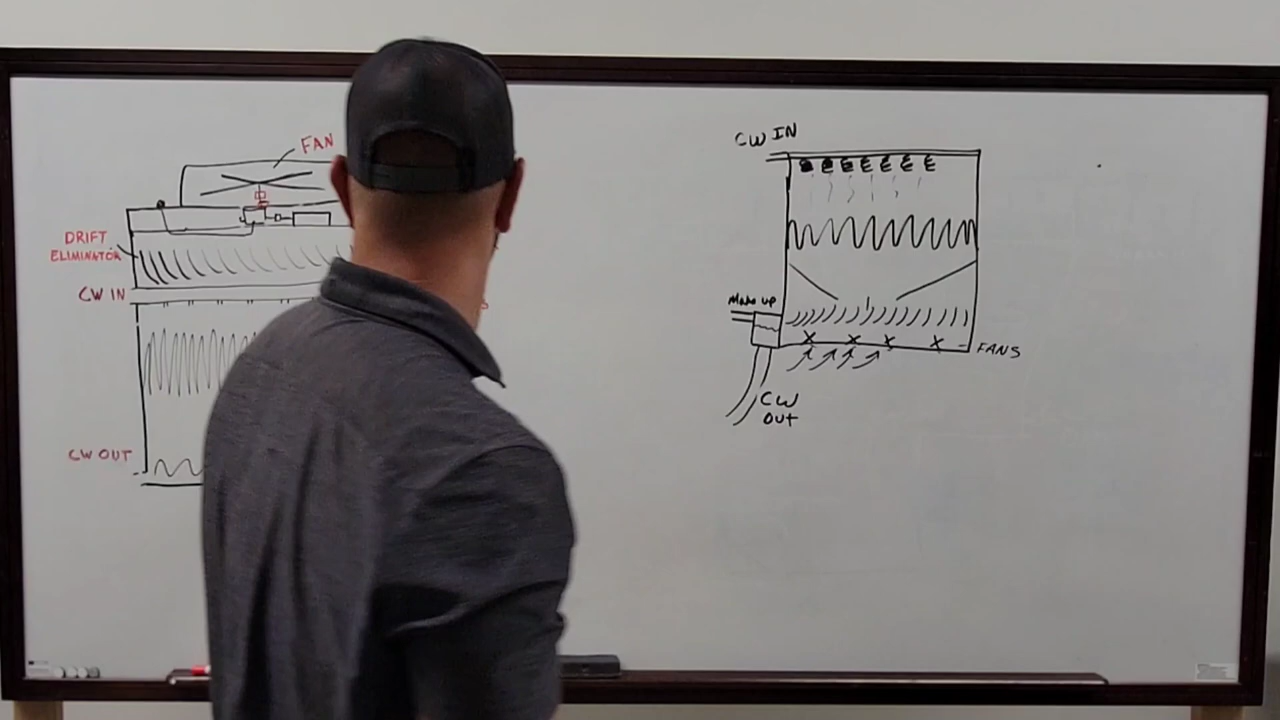 FAN
DRIFT
ELIMINATOR
CW IN
CW OUT
CW IN
Make up
FANS
CW
OUT